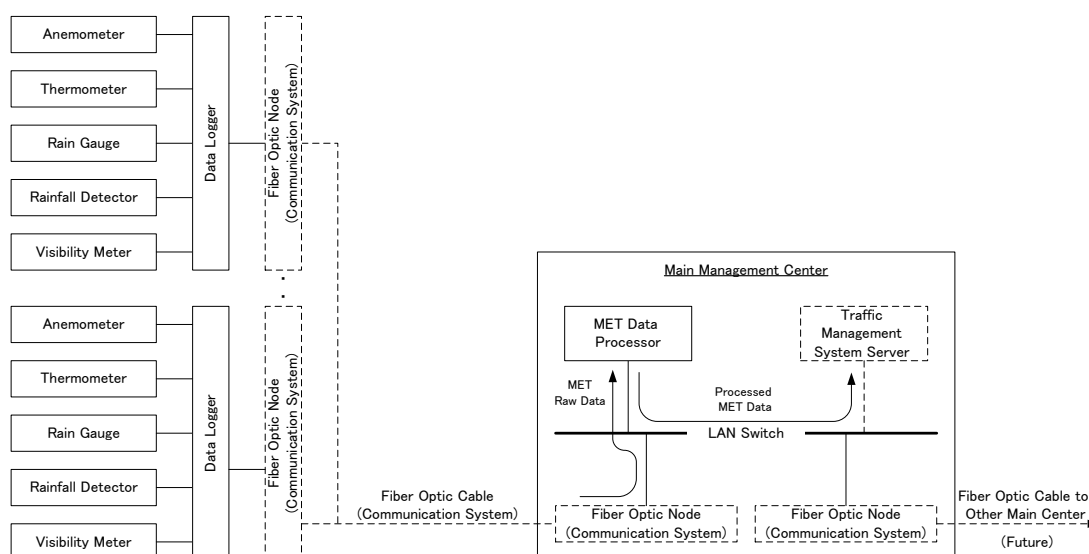 Anemometer
Thermometer
Rain Gauge
Rainfall Detector
Visibility Meter
Data Logger
Fiber Optic Node
(Communication System)
Anemometer
Thermometer
Rain Gauge
Rainfall Detector
Visibility Meter
Data Logger
Fiber Optic Node
(Communication System)
Fiber Optic Cable
(Communication System)
Main Management Center
MET Data
Processor
Traffic
Management
System Server
MET
Raw Data
Processed
MET Data
LAN Switch
Fiber Optic Node
(Communication System)
Fiber Optic Node
(Communication System)
Fiber Optic Cable to
Other Main Center
(Future)